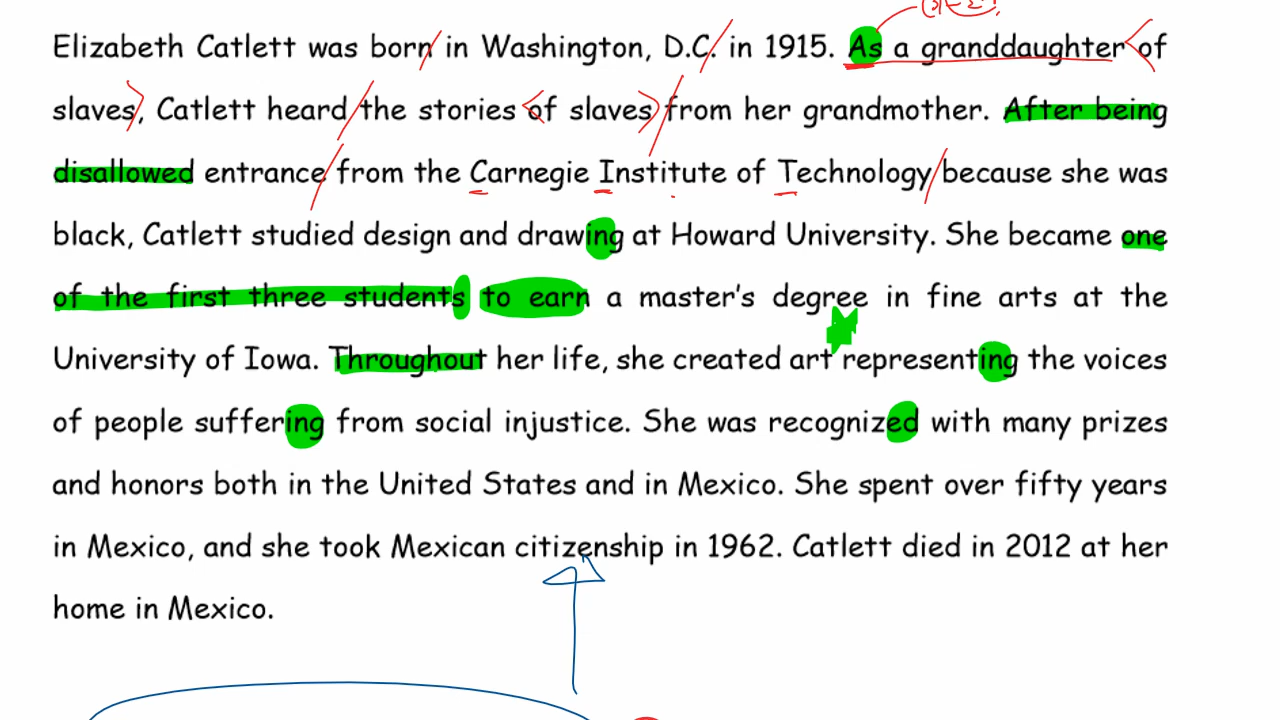 Elizabeth Catlett was born in Washington, D.C. in 1915. As a granddaughter of
slaves, Catlett heard the stories of slaves from her grandmother. After being
disallowed entrance from the Carnegie Institute of Technology because she was
black, Catlett studied design and drawing at Howard University. She became one
of the first three students to earn a master's degree in fine arts at the
University of Iowa. Throughout her life, she created art representing the voices
of people suffering from social injustice. She was recognized with many prizes
and honors both in the United States and in Mexico. She spent over fifty years
in Mexico, and she took Mexican citizenship in 1962. Catlett died in 2012 at her
home in Mexico.